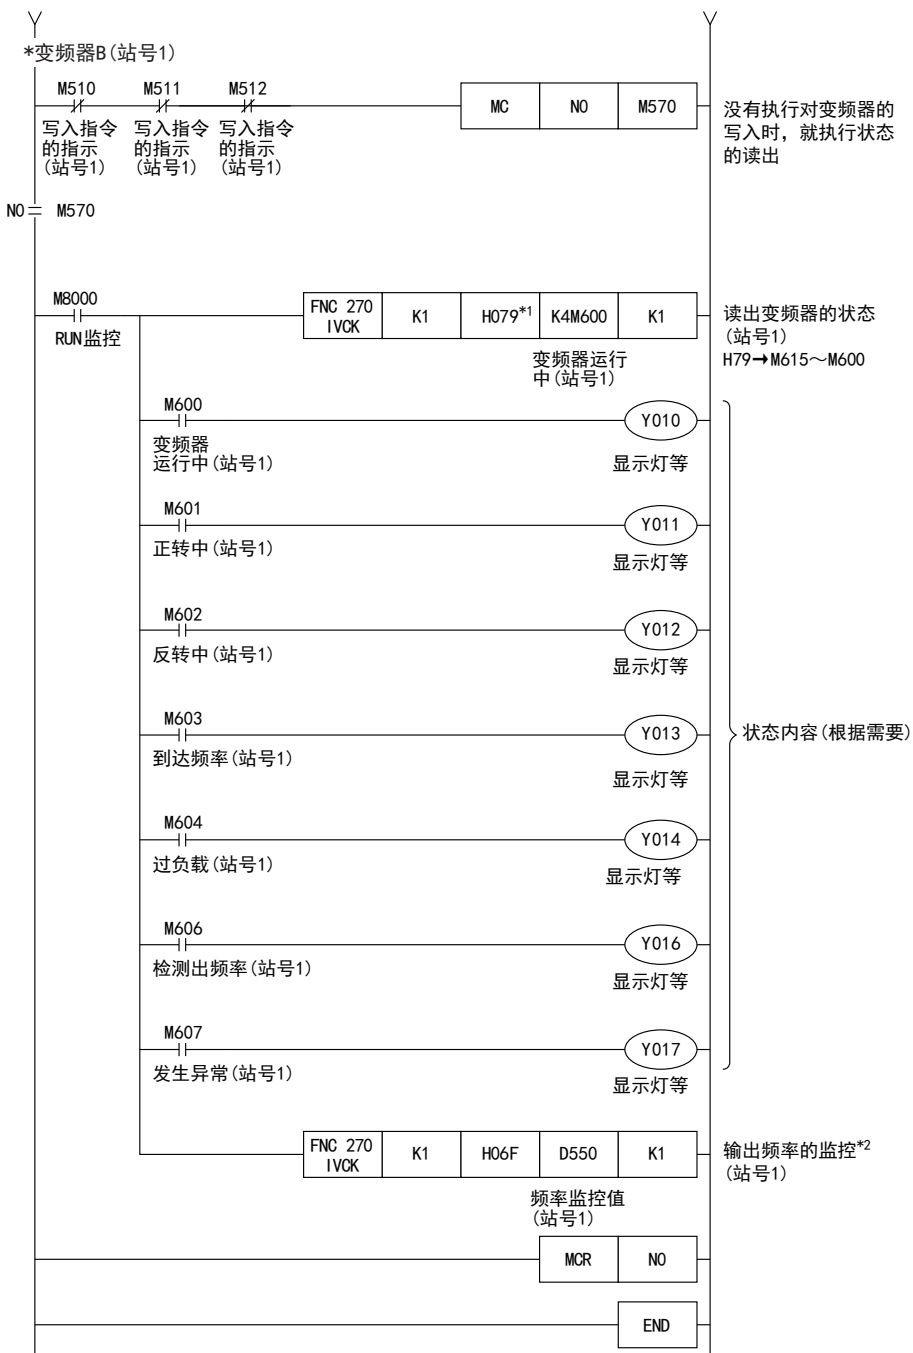 *变频器B(站号1)
M510 M511 M512
MC N0 M570
写入指令 写入指令 写入指令
的指示 的指示 的指示
(站号1) (站号1) (站号1)
没有执行对变频器的
写入时，就执行状态
的读出
N0 M570
M8000
RUN监控
FNC 270
IVCK
K1 H079*1 K4M600 K1
变频器运行
中(站号1)
读出变频器的状态
(站号1)
H79→M615～M600
M600
变频器
运行中(站号1)
Y010
显示灯等
M601
正转中(站号1)
Y011
显示灯等
M602
反转中(站号1)
Y012
显示灯等
M603
到达频率(站号1)
Y013
显示灯等
状态内容(根据需要)
M604
过负载(站号1)
Y014
显示灯等
M606
检测出频率(站号1)
Y016
显示灯等
M607
发生异常(站号1)
Y017
显示灯等
FNC 270
IVCK
K1 H06F D550 K1
频率监控值
(站号1)
输出频率的监控*2
(站号1)
MCR N0
END